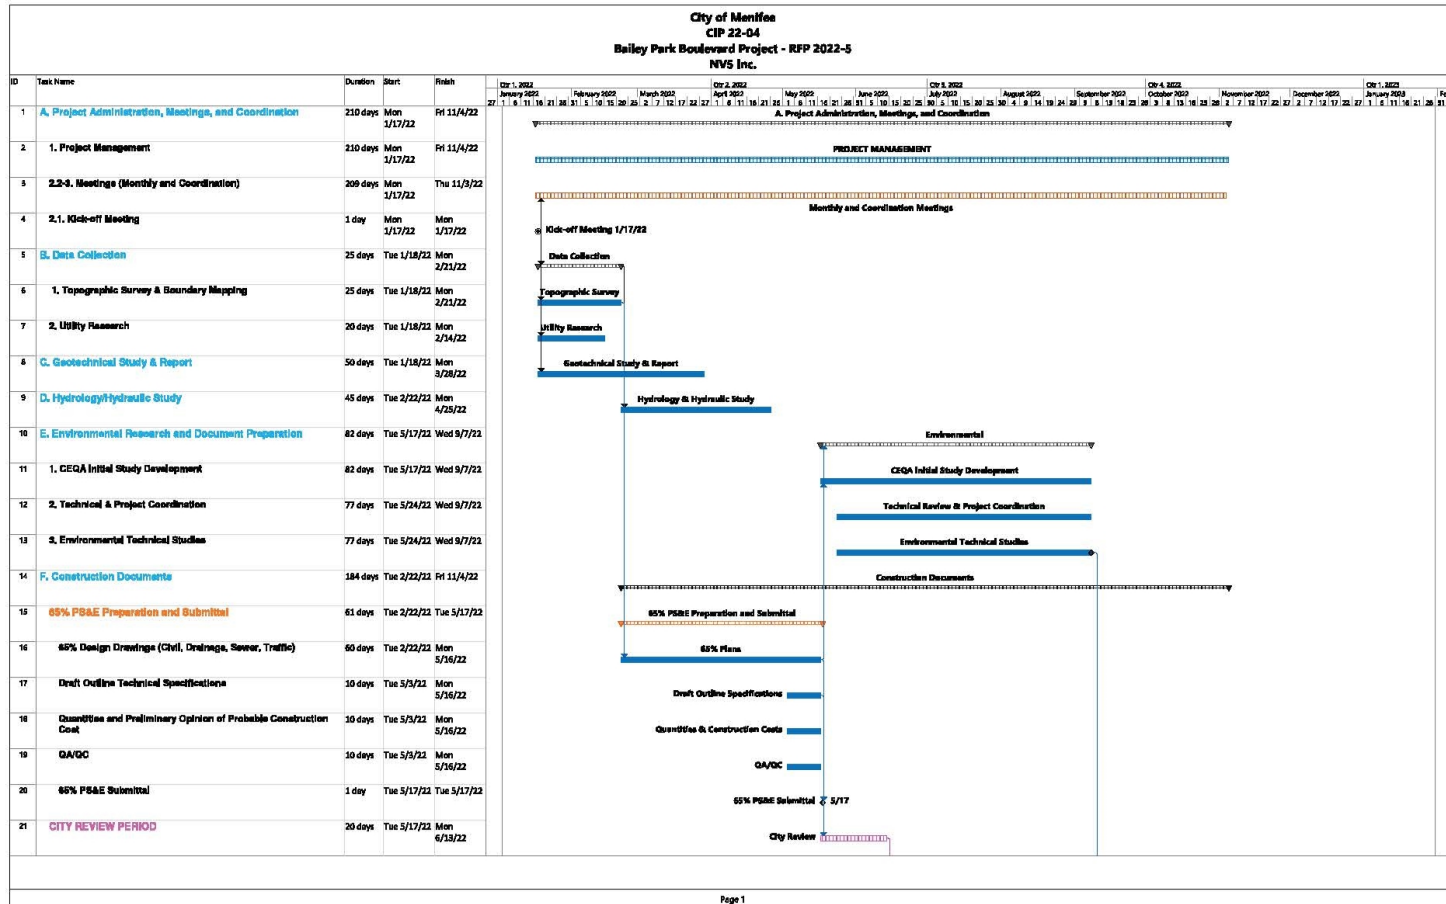 City of Menifee
CIP 22-04
Bailey Park Boulevard Project - RFP 2022-5
NV5 Inc.
ID Task Name Duration Start Finish
Qtr 1, 2022 Qtr 2, 2022 Qtr 3, 2022 Qtr 4, 2022 Qtr 1, 2023
January 2022 February 2022 March 2022 April 2022 May 2022 June 2022 July 2022 August 2022 September 2022 October 2022 November 2022 December 2022 January 2023
1 A. Project Administration, Meetings, and Coordination 210 days Mon 1/17/22 Fri 11/4/22
A. Project Administration, Meetings, and Coordination
2 1. Project Management 210 days Mon 1/17/22 Fri 11/4/22
PROJECT MANAGEMENT
3 2.2-3. Meetings (Monthly and Coordination) 209 days Mon 1/17/22 Thu 11/3/22
Monthly and Coordination Meetings
4 2.1. Kick-off Meeting 1 day Mon 1/17/22 Mon 1/17/22
Kick-off Meeting 1/17/22
5 B. Data Collection 25 days Tue 1/18/22 Mon 2/21/22
Data Collection
6 1. Topographic Survey & Boundary Mapping 25 days Tue 1/18/22 Mon 2/21/22
Topographic Survey
7 2. Utility Research 20 days Tue 1/18/22 Mon 2/14/22
Utility Research
8 C. Geotechnical Study & Report 50 days Tue 1/18/22 Mon 3/28/22
Geotechnical Study & Report
9 D. Hydrology/Hydraulic Study 45 days Tue 2/22/22 Mon 4/25/22
Hydrology & Hydraulic Study
10 E. Environmental Research and Document Preparation 82 days Tue 5/17/22 Wed 9/7/22
Environmental
11 1. CEQA Initial Study Development 82 days Tue 5/17/22 Wed 9/7/22
CEQA Initial Study Development
12 2. Technical & Project Coordination 77 days Tue 5/24/22 Wed 9/7/22
Technical Review & Project Coordination
13 3. Environmental Technical Studies 77 days Tue 5/24/22 Wed 9/7/22
Environmental Technical Studies
14 F. Construction Documents 184 days Tue 2/22/22 Fri 11/4/22
Construction Documents
15 65% PS&E Preparation and Submittal 61 days Tue 2/22/22 Tue 5/17/22
65% PS&E Preparation and Submittal
16 65% Design Drawings (Civil, Drainage, Sewer, Traffic) 60 days Tue 2/22/22 Mon 5/16/22
65% Plans
17 Draft Outline Technical Specifications 10 days Tue 5/3/22 Mon 5/16/22
Draft Outline Specifications
18 Quantities and Preliminary Opinion of Probable Construction Cost 10 days Tue 5/3/22 Mon 5/16/22
Quantities & Construction Costs
19 QA/QC 10 days Tue 5/3/22 Mon 5/16/22
QA/QC
20 65% PS&E Submittal 1 day Tue 5/17/22 Tue 5/17/22
65% PS&E Submittal 5/17
21 CITY REVIEW PERIOD 20 days Tue 5/17/22 Mon 6/13/22
City Review
Page 1